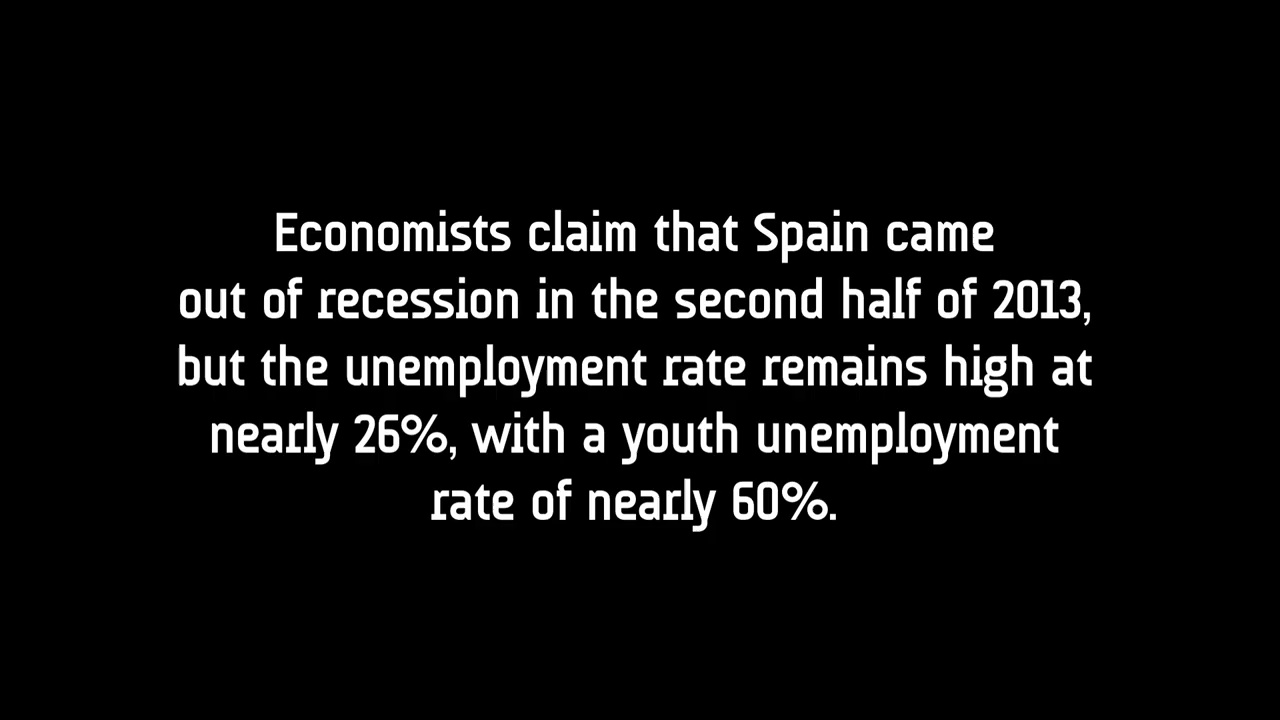 Economists claim that Spain came
out of recession in the second half of 2013,
but the unemployment rate remains high at
nearly 26%, with a youth unemployment
rate of nearly 60%.